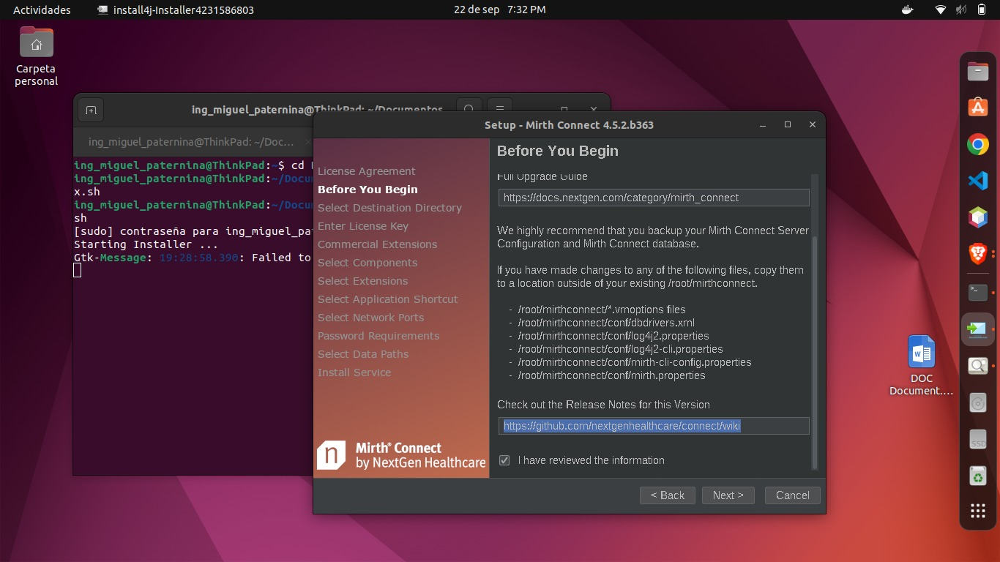 Actividades
install4j-Installer4231586803
22 de sep 7:32 PM
Carpeta
personal
ing_miguel_paternina@ThinkPad: ~/Documentos
ing_miguel_paternina@ThinkPad: ~/Doc...
ing_miguel_paternina@ThinkPad:~$ cd
ing_miguel_paternina@ThinkPad:~/Docu
x.sh
ing_miguel_paternina@ThinkPad:~/Docu
sh
[sudo] contraseña para ing_miguel_pa
Starting Installer ...
Gtk-Message: 19:28:58.390: Failed to
Setup - Mirth Connect 4.5.2.b363
License Agreement
Before You Begin
Select Destination Directory
Enter License Key
Commercial Extensions
Select Components
Select Extensions
Select Application Shortcut
Select Network Ports
Password Requirements
Select Data Paths
Install Service
n Mirth® Connect
by NextGen Healthcare
Before You Begin
Full Upgrade Guide
https://docs.nextgen.com/category/mirth_connect
We highly recommend that you backup your Mirth Connect Server
Configuration and Mirth Connect database.
If you have made changes to any of the following files, copy them
to a location outside of your existing /root/mirthconnect.
- /root/mirthconnect/*.vmoptions files
- /root/mirthconnect/conf/dbdrivers.xml
- /root/mirthconnect/conf/log4j2.properties
- /root/mirthconnect/conf/log4j2-cli.properties
- /root/mirthconnect/conf/mirth-cli-config.properties
- /root/mirthconnect/conf/mirth.properties
Check out the Release Notes for this Version
https://github.com/nextgenhealthcare/connect/wiki
I have reviewed the information
< Back
Next >
Cancel
W
DOC
Document....
SSD